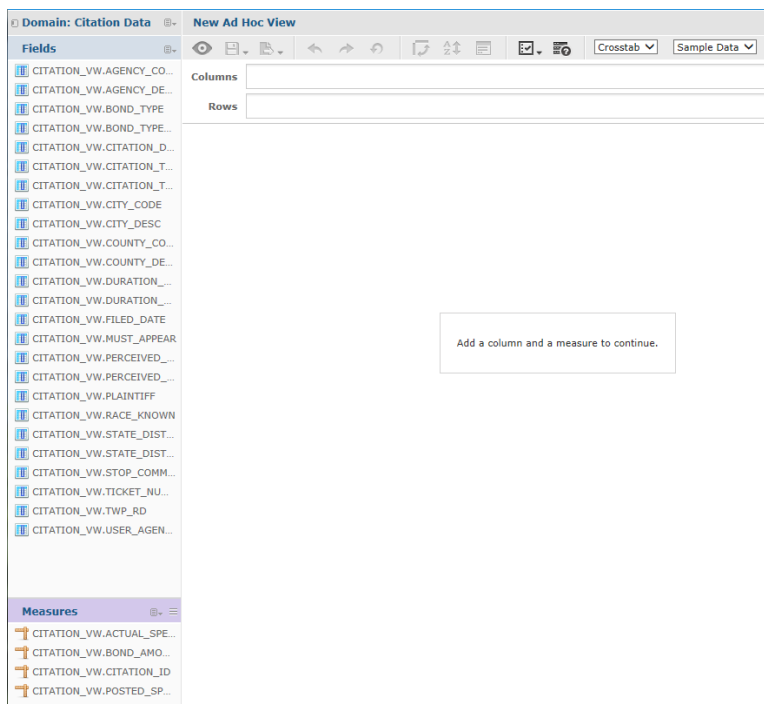 Domain: Citation Data
New Ad Hoc View
Fields
Crosstab
Sample Data
CITATION_VW.AGENCY_CO...
CITATION_VW.AGENCY_DE...
CITATION_VW.BOND_TYPE
CITATION_VW.BOND_TYPE...
CITATION_VW.CITATION_D...
CITATION_VW.CITATION_T...
CITATION_VW.CITATION_T...
CITATION_VW.CITY_CODE
CITATION_VW.CITY_DESC
CITATION_VW.COUNTY_CO...
CITATION_VW.COUNTY_DE...
CITATION_VW.DURATION_...
CITATION_VW.DURATION_...
CITATION_VW.FILED_DATE
CITATION_VW.MUST_APPEAR
CITATION_VW.PERCEIVED_...
CITATION_VW.PERCEIVED_...
CITATION_VW.PLAINTIFF
CITATION_VW.RACE_KNOWN
CITATION_VW.STATE_DIST...
CITATION_VW.STATE_DIST...
CITATION_VW.STOP_COMM...
CITATION_VW.TICKET_NU...
CITATION_VW.TWP_RD
CITATION_VW.USER_AGEN...
Measures
CITATION_VW.ACTUAL_SPE...
CITATION_VW.BOND_AMO...
CITATION_VW.CITATION_ID
CITATION_VW.POSTED_SP...
Columns
Rows
Add a column and a measure to continue.